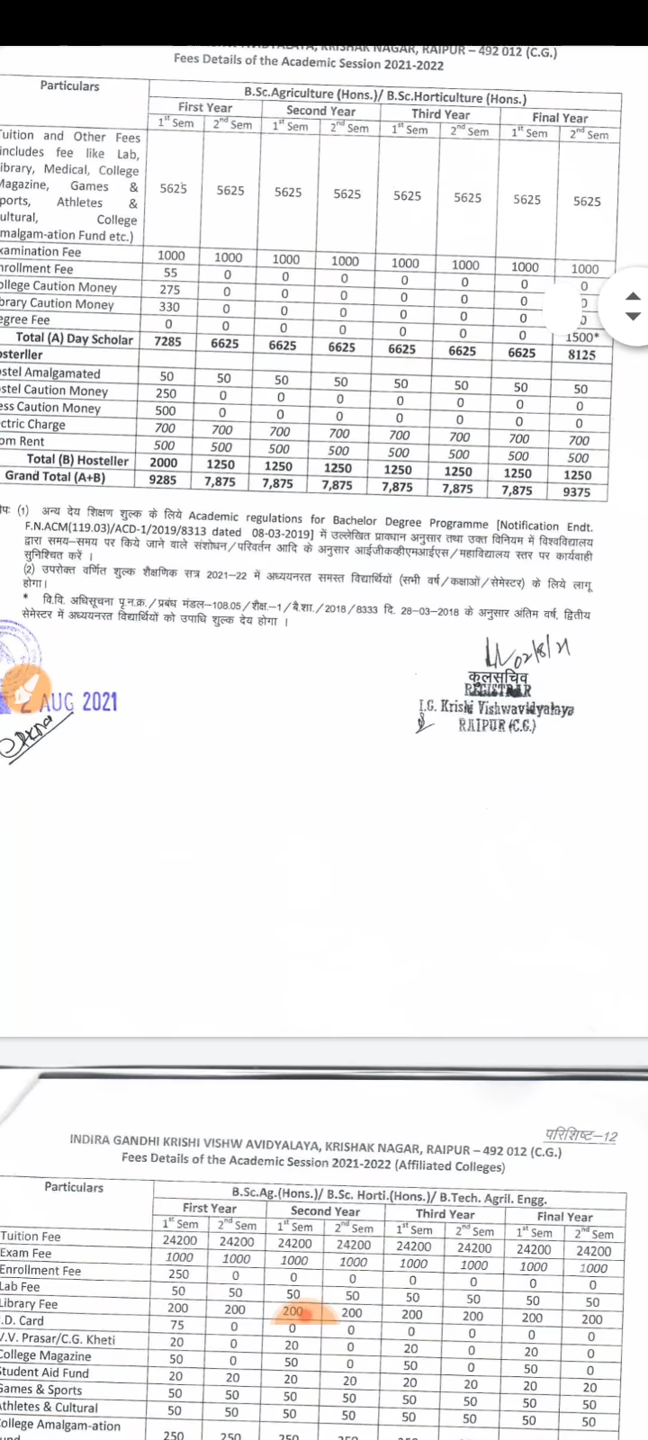 AVIDYALAYA, KRISHAK NAGAR, RAIPUR – 492 012 (C.G.)
Fees Details of the Academic Session 2021-2022
Particulars B.Sc.Agriculture (Hons.)/ B.Sc.Horticulture (Hons.)
First Year Second Year Third Year Final Year
1st Sem 2nd Sem 1st Sem 2nd Sem 1st Sem 2nd Sem 1st Sem 2nd Sem
uition and Other Fees
includes fee like Lab,
ibrary, Medical, College
Magazine, Games &
ports, Athletes &
ultural, College
malgam-ation Fund etc.) 5625 5625 5625 5625 5625 5625 5625 5625
xamination Fee 1000 1000 1000 1000 1000 1000 1000 1000
nrollment Fee 55 0 0 0 0 0 0 0
ollege Caution Money 275 0 0 0 0 0 0 0
brary Caution Money 330 0 0 0 0 0 0 0
egree Fee 0 0 0 0 0 0 0 1500*
Total (A) Day Scholar 7285 6625 6625 6625 6625 6625 6625 8125
osterller
ostel Amalgamated 50 50 50 50 50 50 50 50
ostel Caution Money 250 0 0 0 0 0 0 0
ess Caution Money 500 0 0 0 0 0 0 0
ectric Charge 700 700 700 700 700 700 700 700
om Rent 500 500 500 500 500 500 500 500
Total (B) Hosteller 2000 1250 1250 1250 1250 1250 1250 1250
Grand Total (A+B) 9285 7,875 7,875 7,875 7,875 7,875 7,875 9375
ीपः (1) अन्य देय शिक्षण शुल्क के लिये Academic regulations for Bachelor Degree Programme [Notification Endt.
F.N.ACM(119.03)/ACD-1/2019/8313 dated 08-03-2019] में उल्लेखित प्रावधान अनुसार तथा उक्त विनियम में विश्वविद्यालय
द्वारा समय–समय पर किये जाने वाले संशोधन/परिवर्तन आदि के अनुसार आईजीकेव्हीएमआईएस/महाविद्यालय स्तर पर कार्यवाही
सुनिश्चित करें ।
(2) उपरोक्त वर्णित शुल्क शैक्षणिक सत्र 2021–22 में अध्ययनरत समस्त विद्यार्थियों (सभी वर्ष/कक्षाओं/सेमेस्टर) के लिये लागू
होगा।
* वि.वि. अधिसूचना पृ.न.क्र./प्रबंध मंडल–108.05/शैक्ष.–1/बै.शा./2018/8333 दि. 28–03–2018 के अनुसार अंतिम वर्ष, द्वितीय
सेमेस्टर में अध्ययनरत विद्यार्थियों को उपाधि शुल्क देय होगा ।
02/8/21
कुलसचिव
REGISTRAR
I.G. Krishi Vishwavidyalaya
RAIPUR (C.G.)
2 AUG 2021
परिशिष्ट–12
INDIRA GANDHI KRISHI VISHW AVIDYALAYA, KRISHAK NAGAR, RAIPUR – 492 012 (C.G.)
Fees Details of the Academic Session 2021-2022 (Affiliated Colleges)
Particulars B.Sc.Ag.(Hons.)/ B.Sc. Horti.(Hons.)/ B.Tech. Agril. Engg.
First Year Second Year Third Year Final Year
1st Sem 2nd Sem 1st Sem 2nd Sem 1st Sem 2nd Sem 1st Sem 2nd Sem
Tuition Fee 24200 24200 24200 24200 24200 24200 24200 24200
Exam Fee 1000 1000 1000 1000 1000 1000 1000 1000
Enrollment Fee 250 0 0 0 0 0 0 0
Lab Fee 50 50 50 50 50 50 50 50
Library Fee 200 200 200 200 200 200 200 200
.D. Card 75 0 0 0 0 0 0 0
V.V. Prasar/C.G. Kheti 20 0 20 0 20 0 20 0
College Magazine 50 0 50 0 50 0 50 0
Student Aid Fund 20 20 20 20 20 20 20 20
Games & Sports 50 50 50 50 50 50 50 50
Athletes & Cultural 50 50 50 50 50 50 50 50
College Amalgam-ation 250 250 250